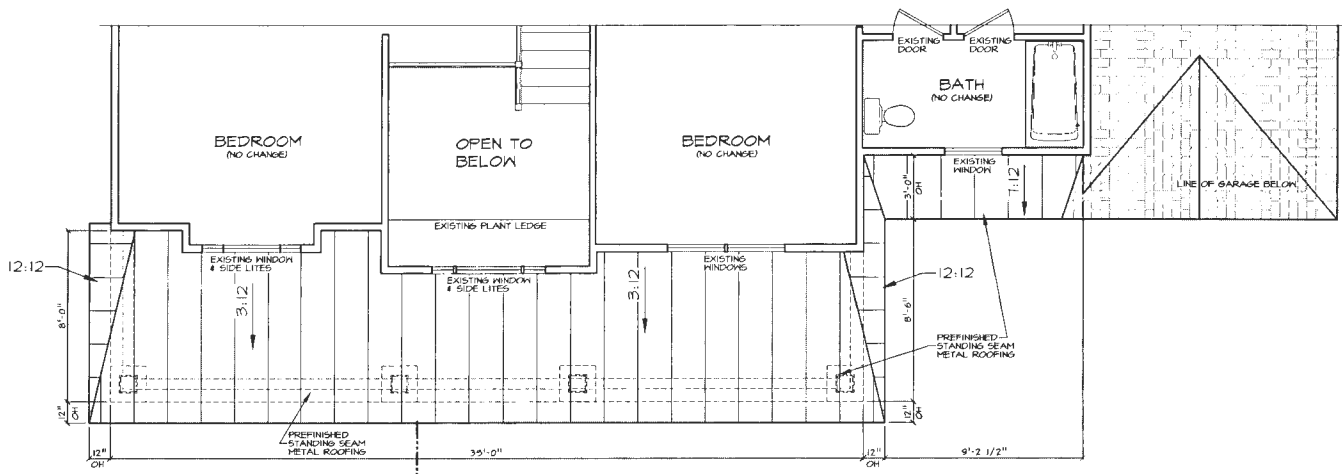 EXISTING
DOOR
EXISTING
DOOR
BEDROOM
(NO CHANGE)
OPEN TO
BELOW
BEDROOM
(NO CHANGE)
BATH
(NO CHANGE)
EXISTING
WINDOW
3'-0"
OH
7:12
LINE OF GARAGE BELOW
EXISTING PLANT LEDGE
EXISTING WINDOW
& SIDE LITES
EXISTING WINDOW
& SIDE LITES
EXISTING
WINDOWS
12:12
12:12
3:12
3:12
8'-0"
8'-6"
PREFINISHED
STANDING SEAM
METAL ROOFING
12"
OH
12"
OH
PREFINISHED
STANDING SEAM
METAL ROOFING
12"
OH
35'-0"
12"
OH
9'-2 1/2"